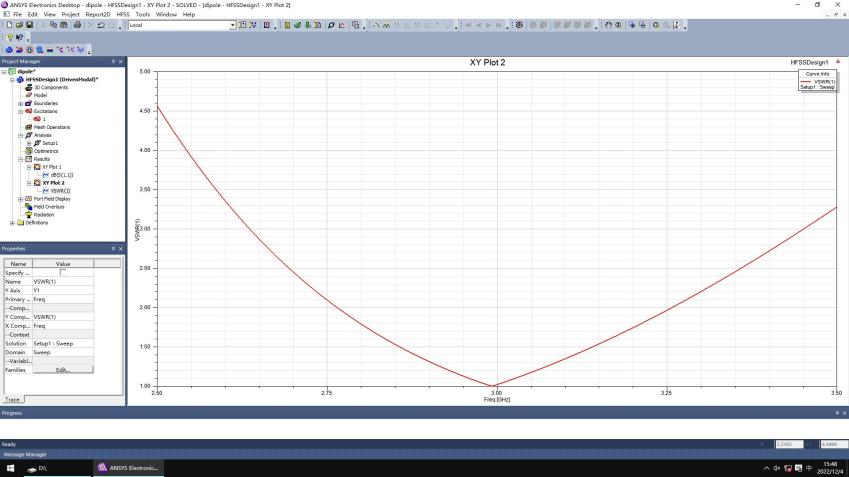 ANSYS Electronics Desktop - dipole - HFSSDesign1 - XY Plot 2 - SOLVED - [dipole - HFSSDesign1 - XY Plot 2]
File Edit View Project Report2D HFSS Tools Window Help
Local
Project Manager
dipole*
HFSSDesign1 (DrivenModal)*
3D Components
Model
Boundaries
Excitations
1
Mesh Operations
Analysis
Setup1
Optimetrics
Results
XY Plot 1
dB(S(1,1))
XY Plot 2
VSWR(1)
Port Field Display
Field Overlays
Radiation
Definitions
Properties
Name Value
Specify ...
Name VSWR(1)
Y Axis Y1
Primary ... Freq
--Comp...
Y Comp... VSWR(1)
X Comp... Freq
--Context
Solution Setup1 : Sweep
Domain Sweep
--Variabl...
Families Edit...
Trace
XY Plot 2
HFSSDesign1
Curve Info
VSWR(1)
Setup1 : Sweep
VSWR(1)
5.00
4.50
4.00
3.50
3.00
2.50
2.00
1.50
1.00
2.50 2.75 3.00 3.25 3.50
Freq [GHz]
Progress
Ready
3.2163
4.9494
Message Manager
D:\
ANSYS Electronic...
中
15:48
2022/12/4